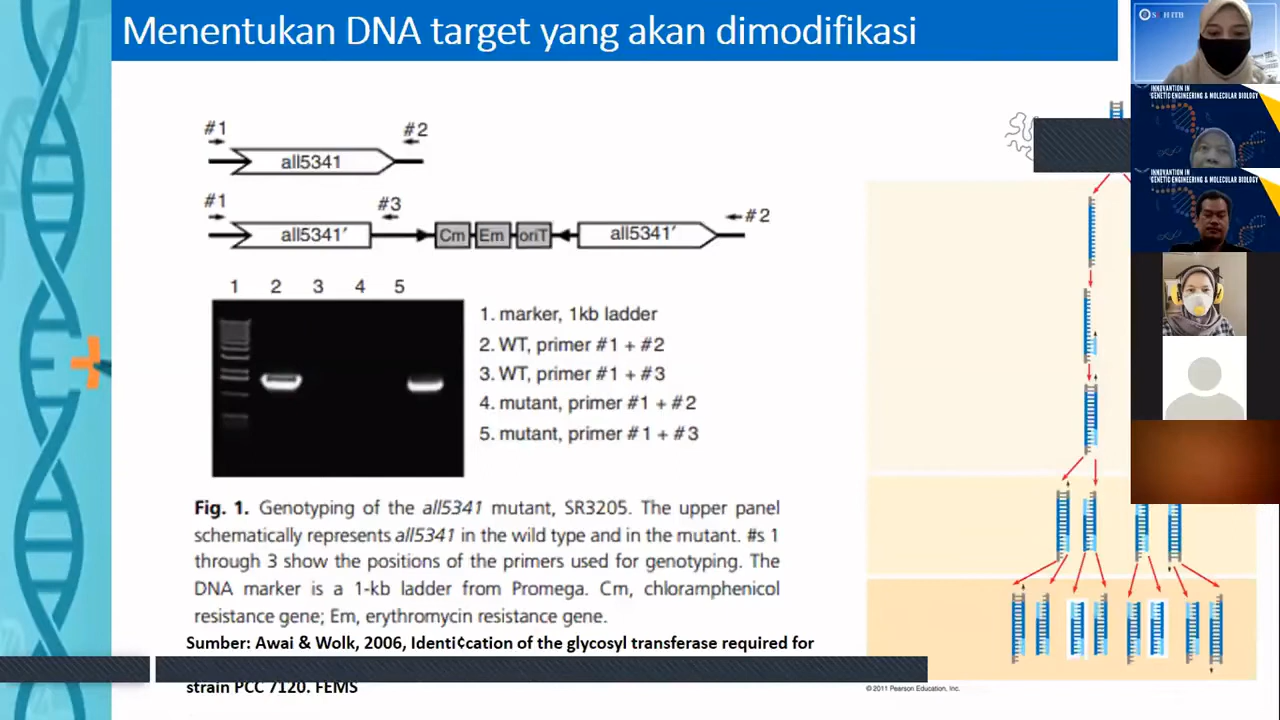 Menentukan DNA target yang akan dimodifikasi
#1
#2
all5341
#1
#3
#2
all5341′
Cm
Em
oriT
all5341′
1 2 3 4 5
1. marker, 1kb ladder
2. WT, primer #1 + #2
3. WT, primer #1 + #3
4. mutant, primer #1 + #2
5. mutant, primer #1 + #3
Fig. 1. Genotyping of the all5341 mutant, SR3205. The upper panel
schematically represents all5341 in the wild type and in the mutant. #s 1
through 3 show the positions of the primers used for genotyping. The
DNA marker is a 1-kb ladder from Promega. Cm, chloramphenicol
resistance gene; Em, erythromycin resistance gene.
Sumber: Awai & Wolk, 2006, Identi¢cation of the glycosyl transferase required for
strain PCC 7120. FEMS
© 2011 Pearson Education, Inc.
ITB
INNOVANTION IN
GENETIC ENGINEERING & MOLECULAR BIOLOGY
INNOVANTION IN
GENETIC ENGINEERING & MOLECULAR BIOLOGY